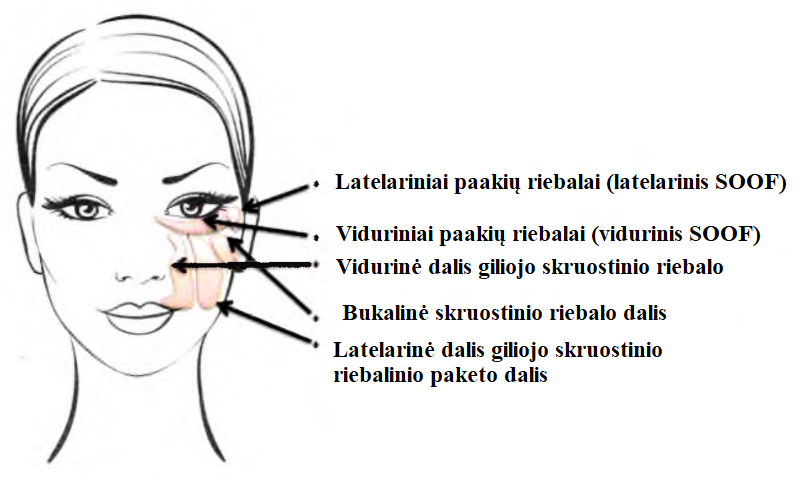 Latelariniai paakių riebalai (latelarinis SOOF)
Viduriniai paakių riebalai (vidurinis SOOF)
Vidurinė dalis giliojo skruostinio riebalo
Bukalinė skruostinio riebalo dalis
Latelarinė dalis giliojo skruostinio
riebalinio paketo dalis